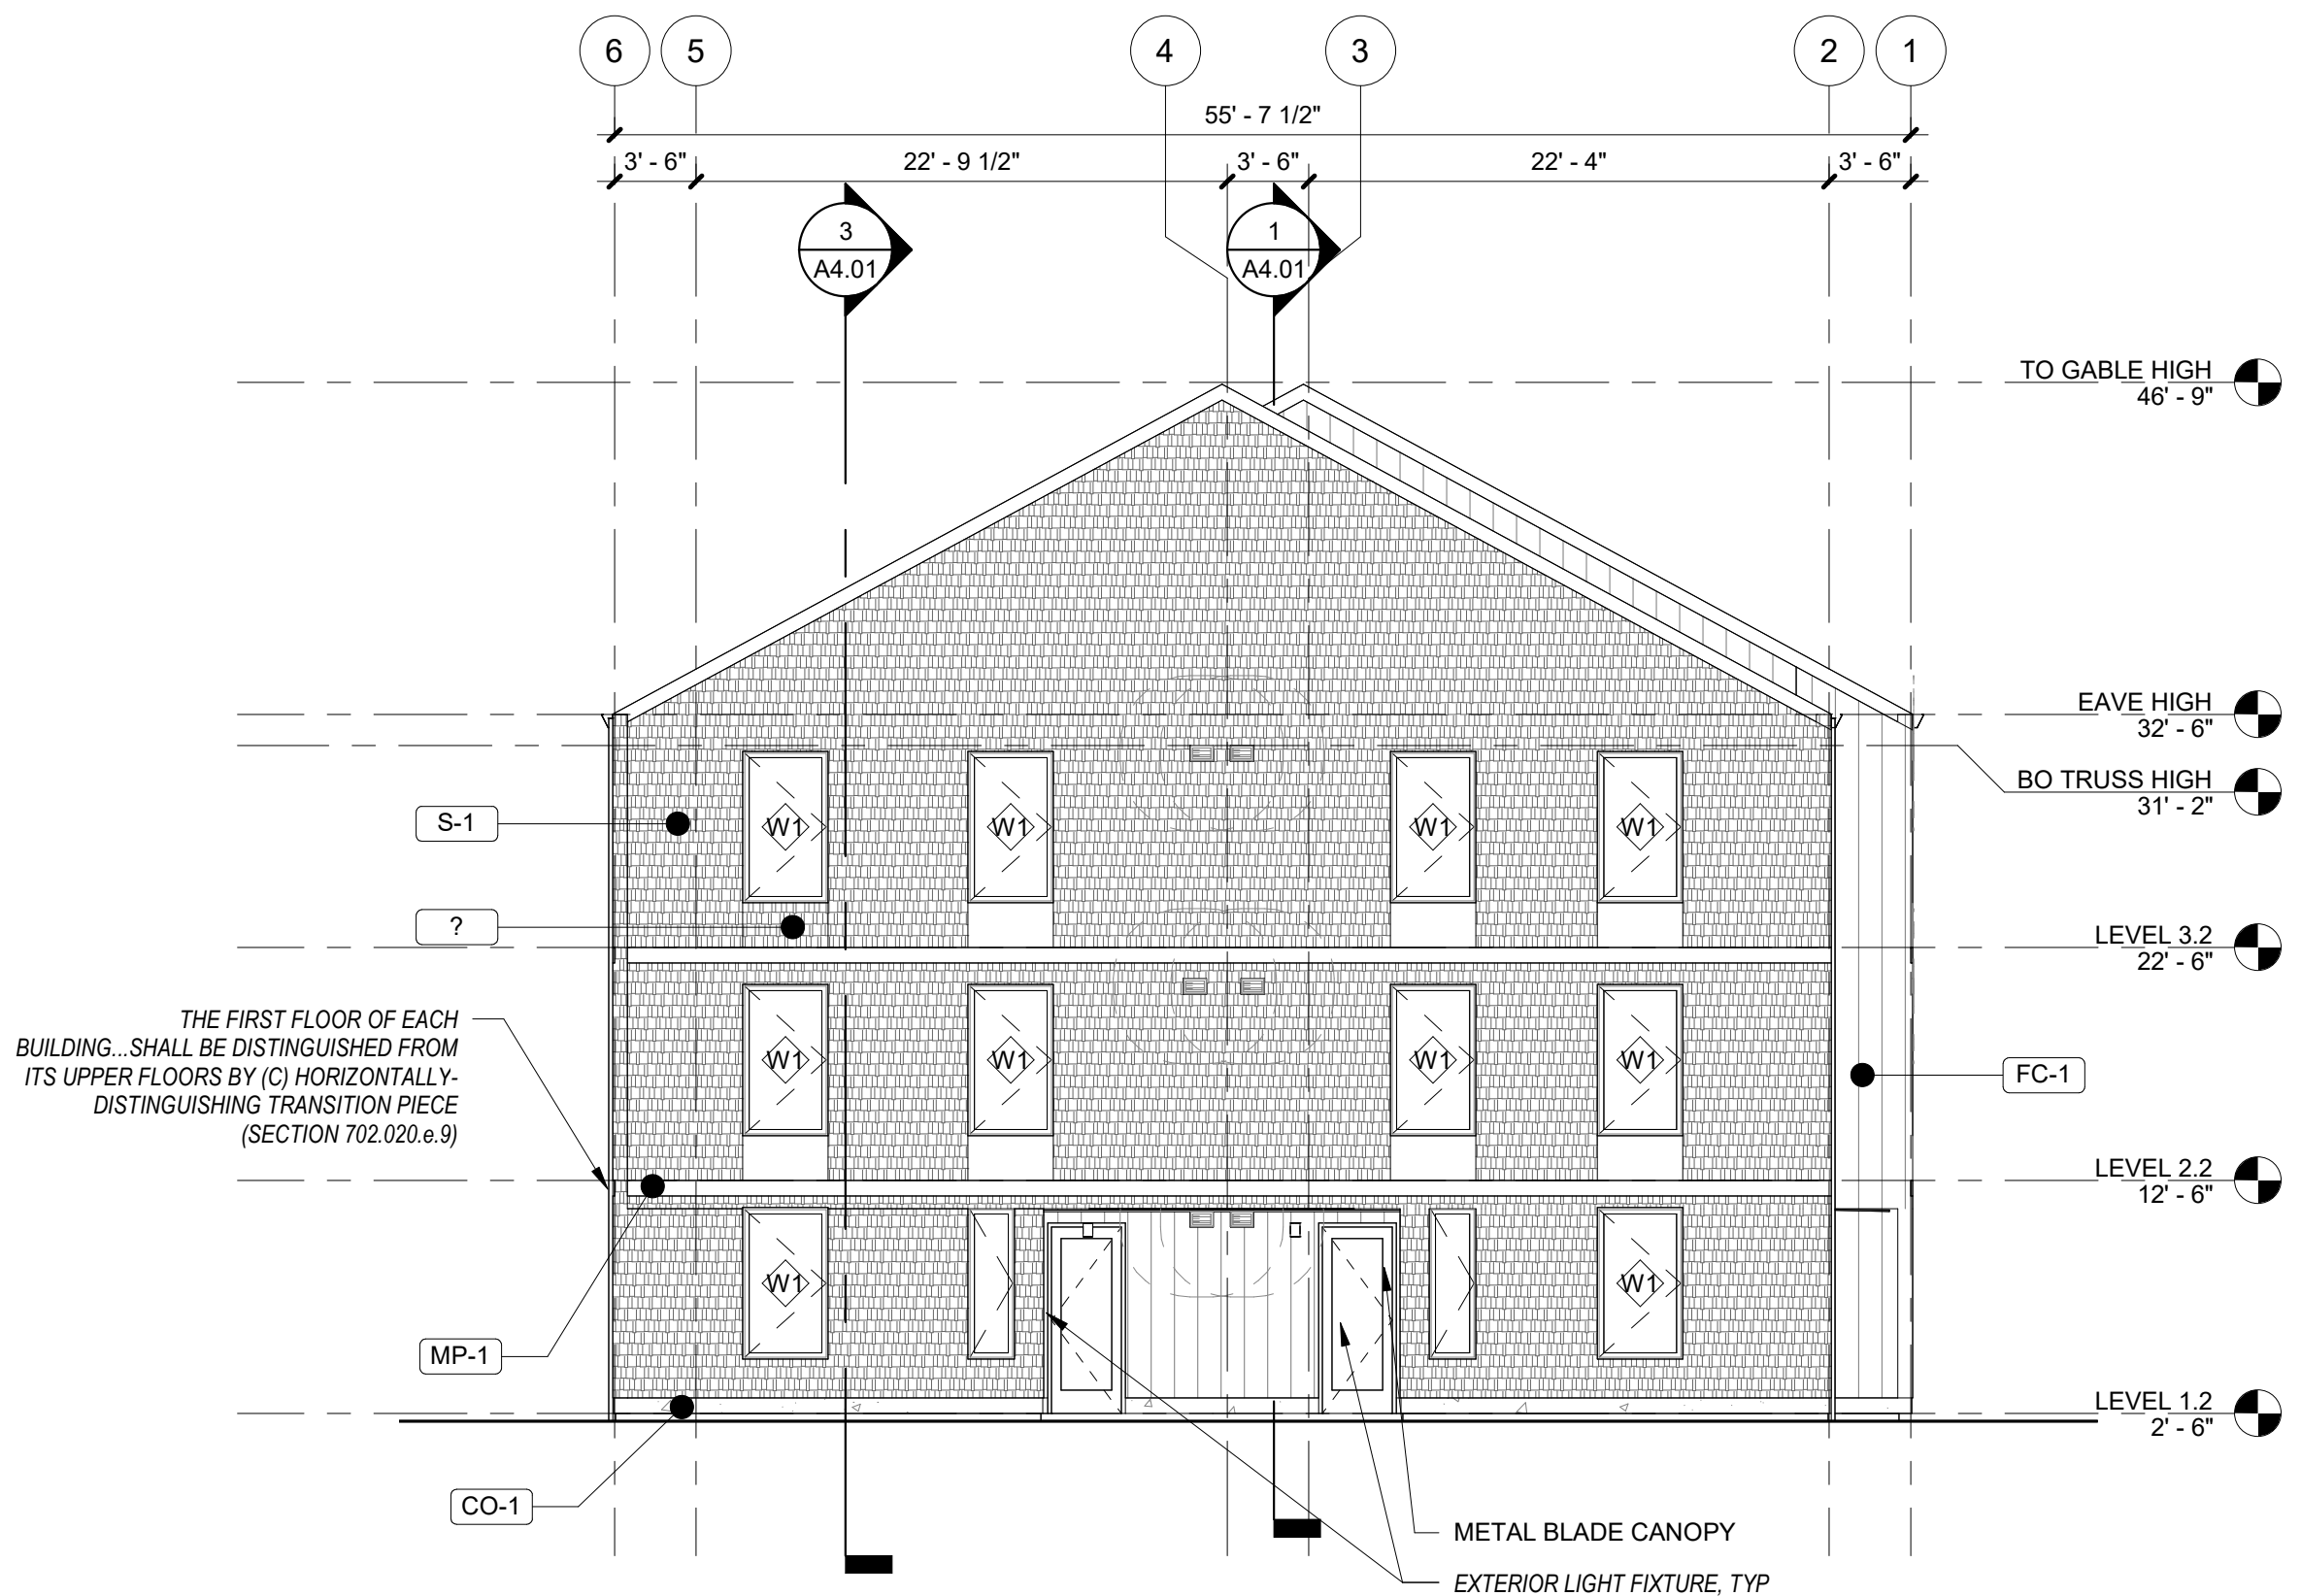 6
5
4
3
2
1
55' - 7 1/2"
3' - 6"
22' - 9 1/2"
3' - 6"
22' - 4"
3' - 6"
3
A4.01
1
A4.01
TO GABLE HIGH
46' - 9"
EAVE HIGH
32' - 6"
BO TRUSS HIGH
31' - 2"
S-1
W1
W1
W1
W1
?
LEVEL 3.2
22' - 6"
THE FIRST FLOOR OF EACH
BUILDING...SHALL BE DISTINGUISHED FROM
ITS UPPER FLOORS BY (C) HORIZONTALLY-
DISTINGUISHING TRANSITION PIECE
(SECTION 702.020.e.9)
W1
W1
W1
W1
FC-1
LEVEL 2.2
12' - 6"
W1
W1
MP-1
LEVEL 1.2
2' - 6"
CO-1
METAL BLADE CANOPY
EXTERIOR LIGHT FIXTURE, TYP